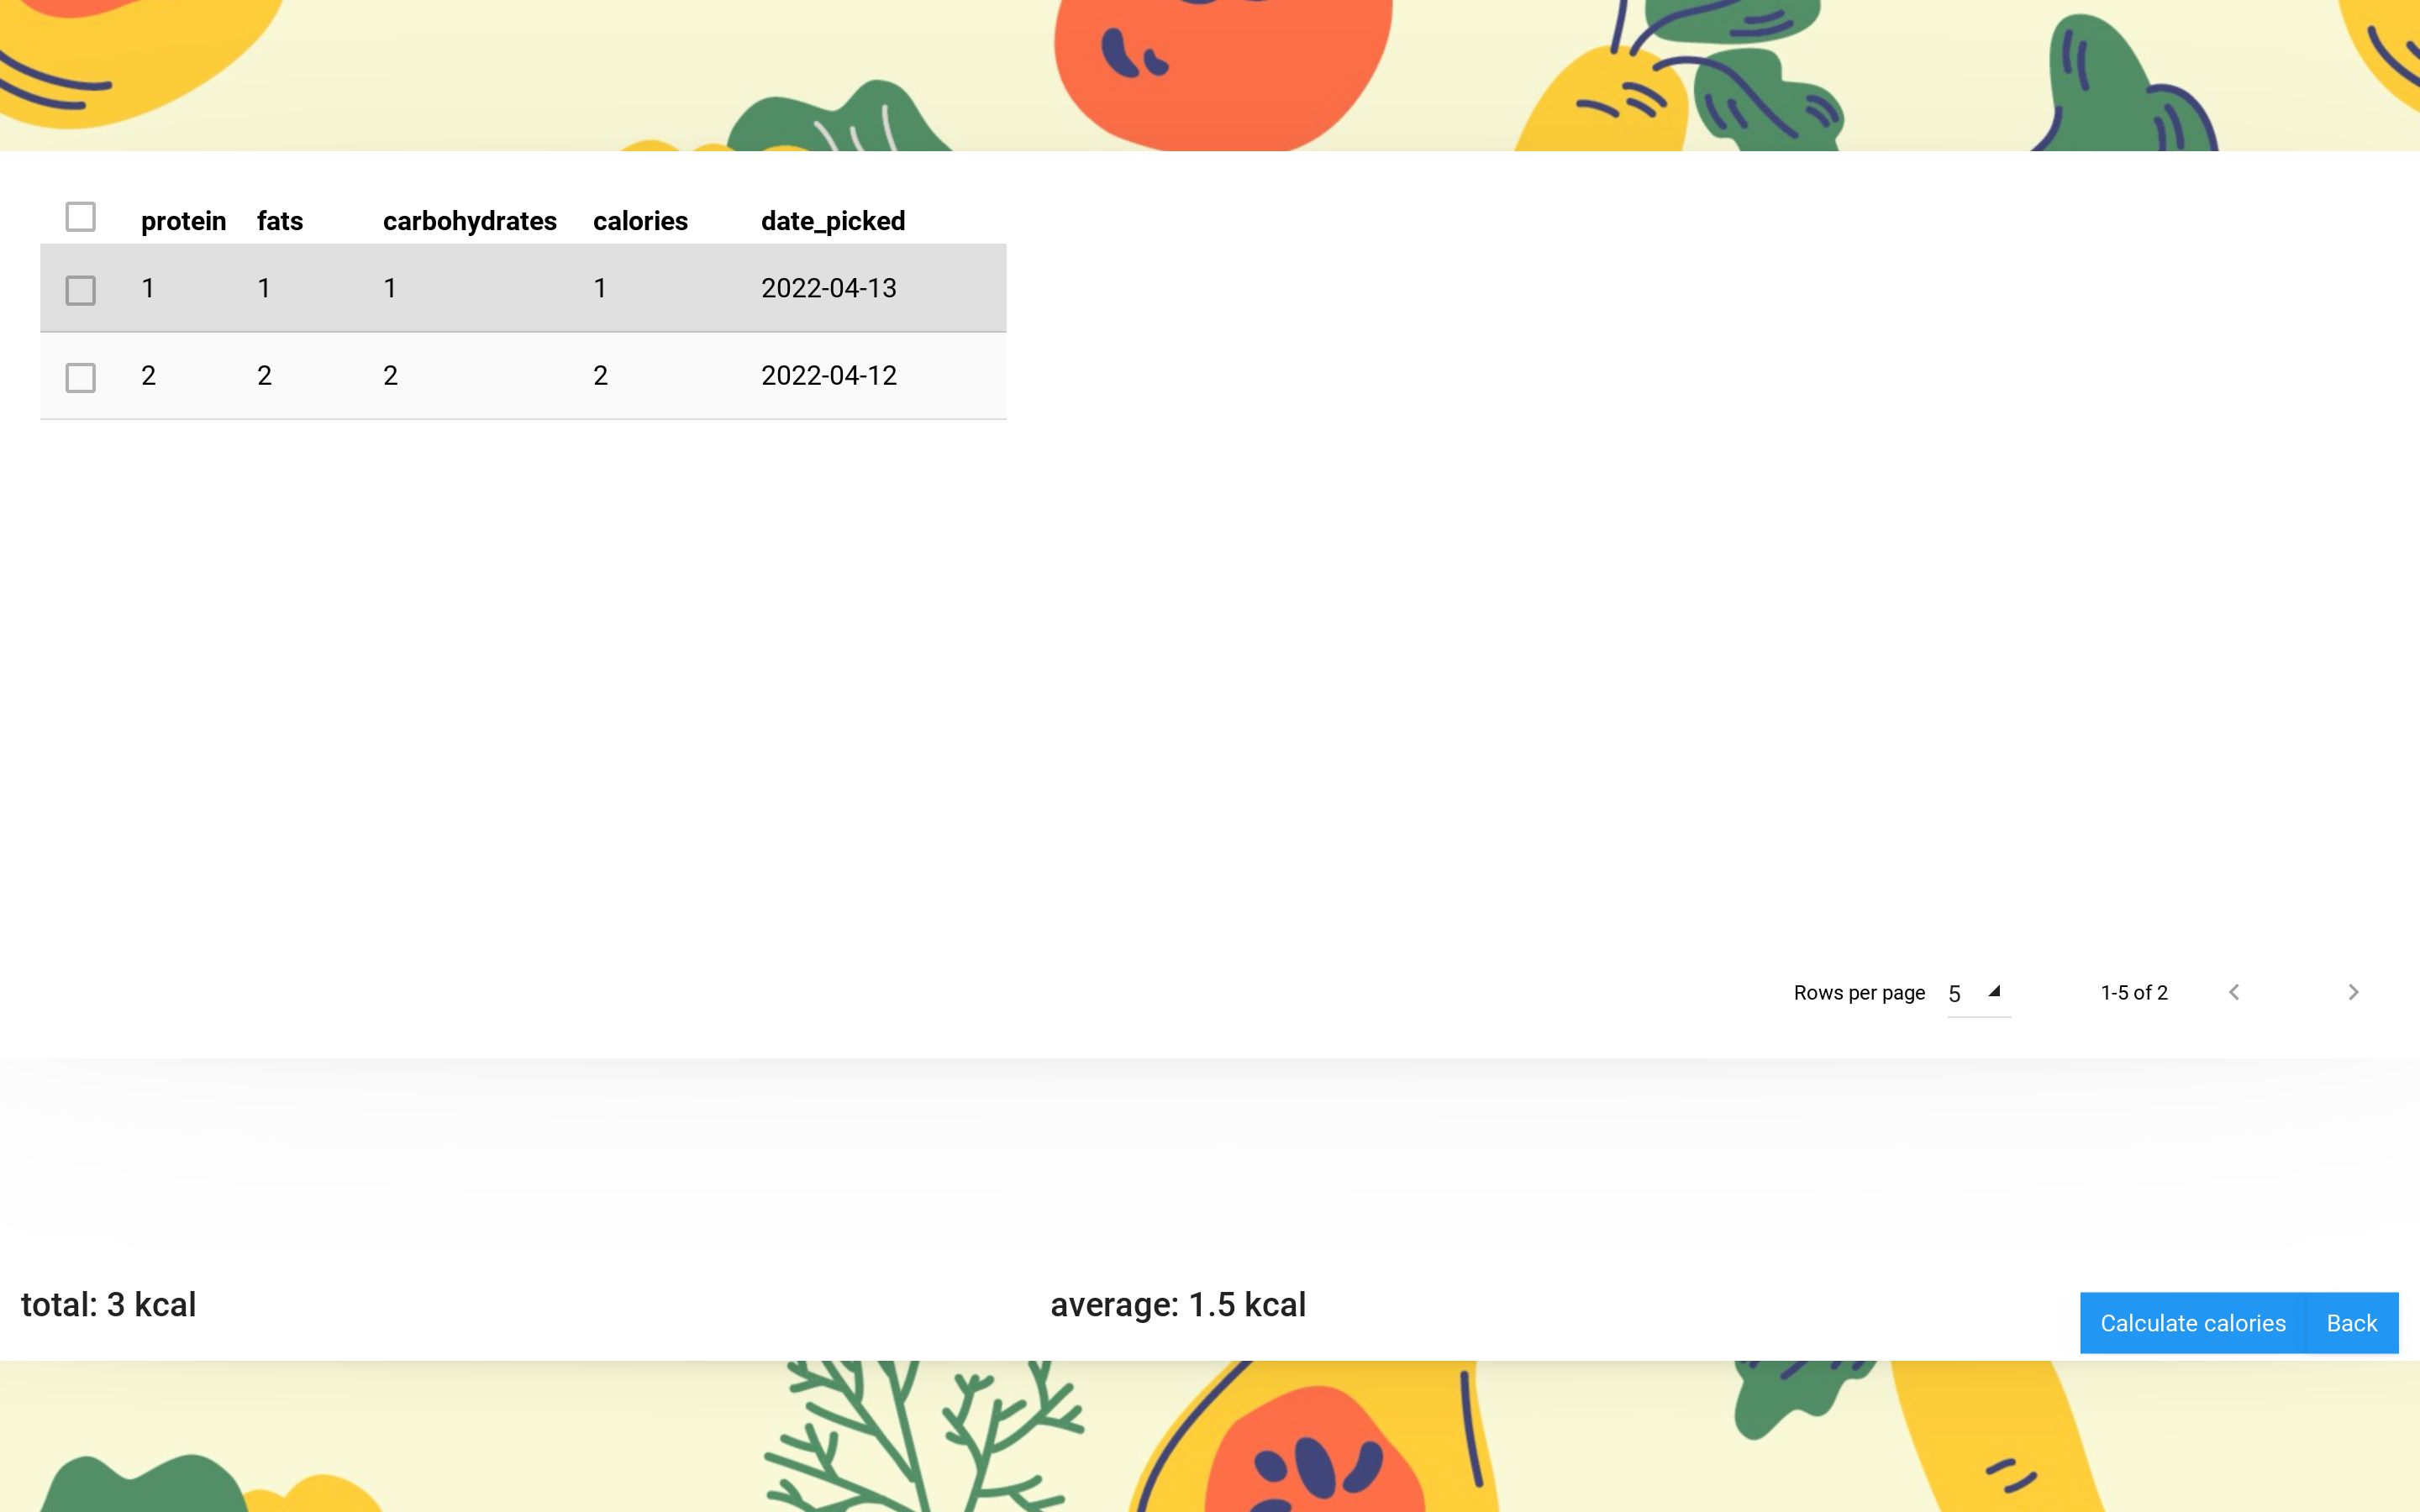 protein fats carbohydrates calories date_picked
1 1 1 1 2022-04-13
2 2 2 2 2022-04-12
Rows per page 5 1-5 of 2
total: 3 kcal average: 1.5 kcal
Calculate calories Back